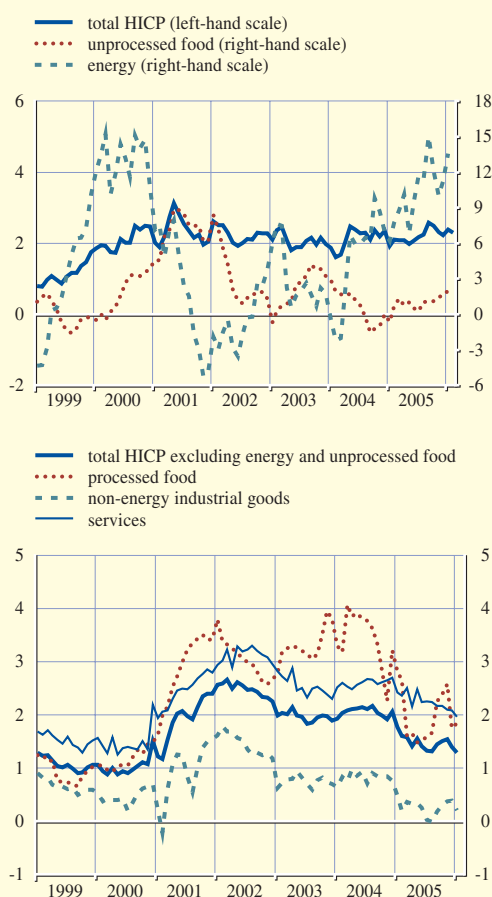 total HICP (left-hand scale)
unprocessed food (right-hand scale)
energy (right-hand scale)
6 18
15
4 12
9
2 6
3
0 0
-3
-2 -6
1999 2000 2001 2002 2003 2004 2005
total HICP excluding energy and unprocessed food
processed food
non-energy industrial goods
services
5 5
4 4
3 3
2 2
1 1
0 0
-1 -1
1999 2000 2001 2002 2003 2004 2005